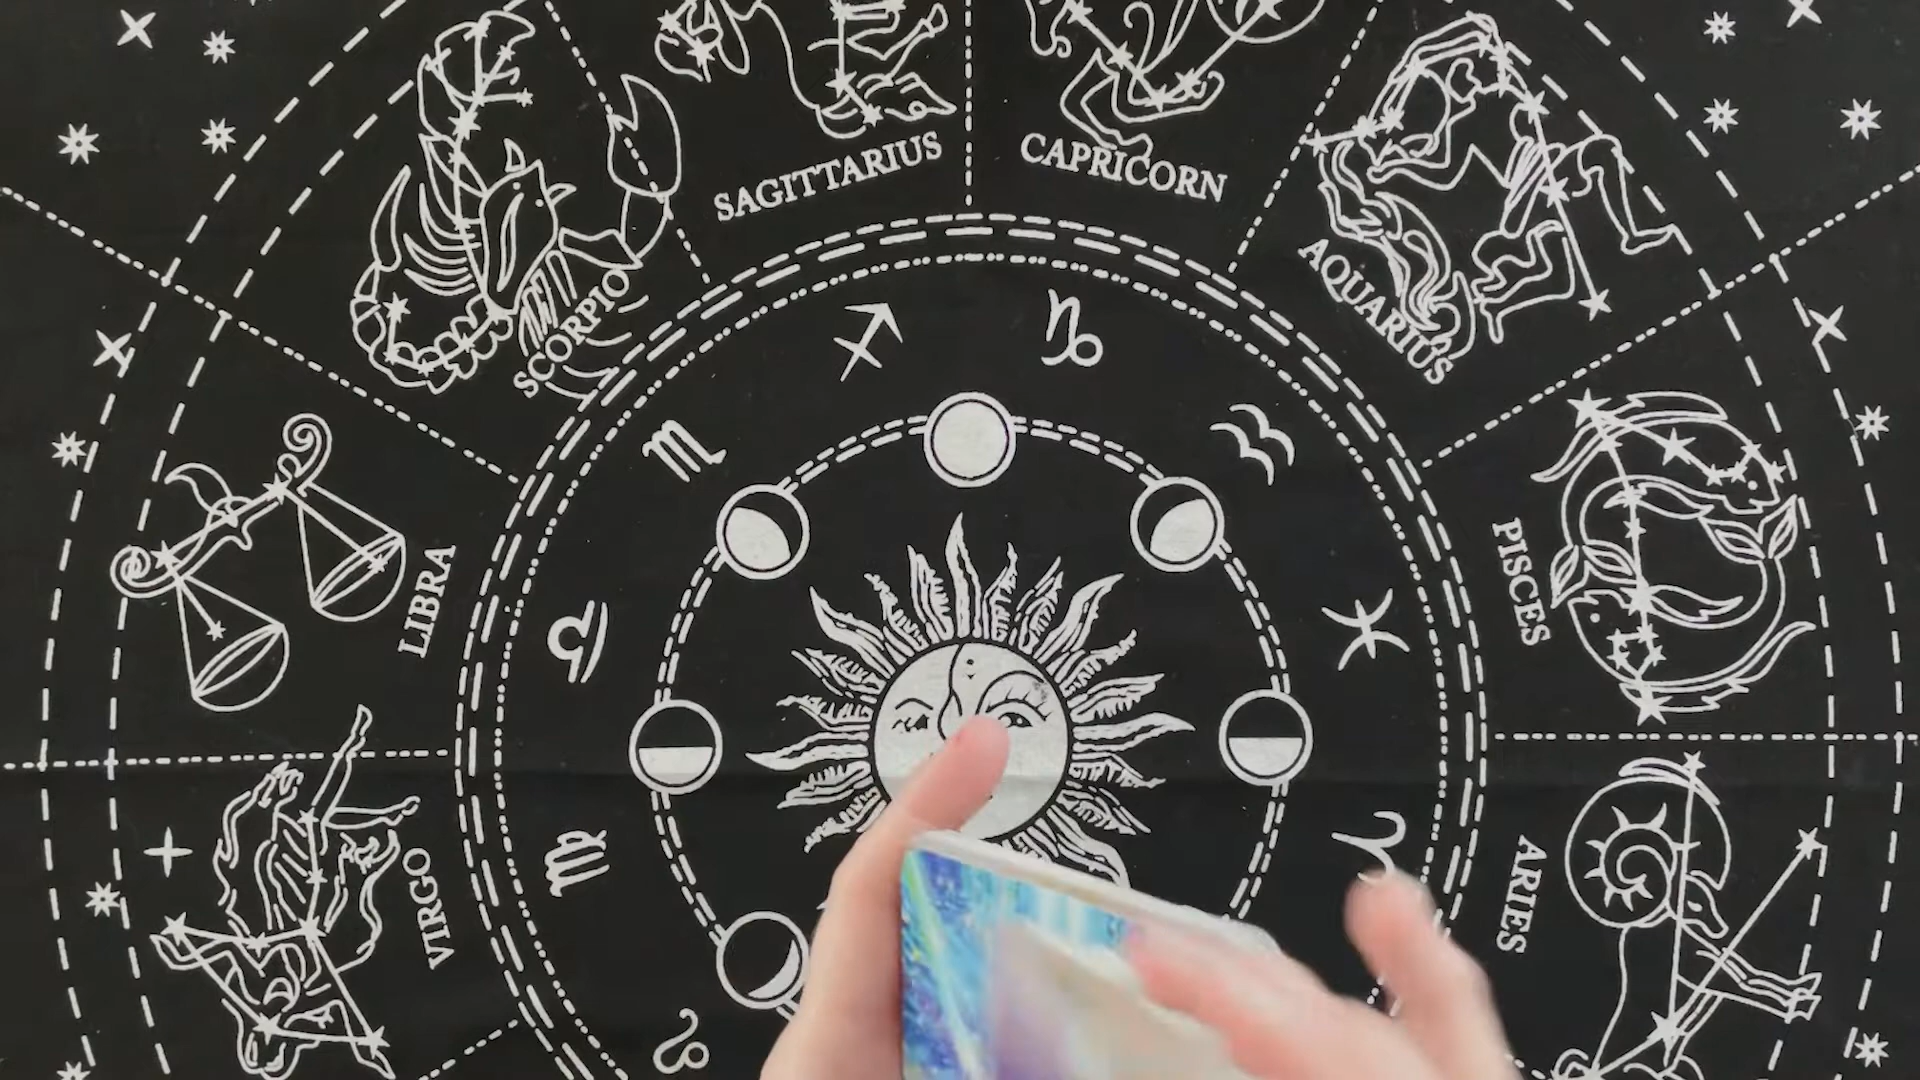 SAGITTARIUS
CAPRICORN
SCORPIO
AQUARIUS
LIBRA
PISCES
VIRGO
ARIES